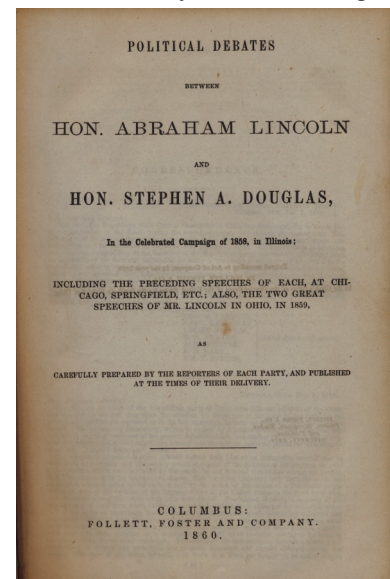 POLITICAL DEBATES
BETWEEN
HON. ABRAHAM LINCOLN
AND
HON. STEPHEN A. DOUGLAS,
In the Celebrated Campaign of 1858, in Illinois;
INCLUDING THE PRECEDING SPEECHES OF EACH, AT CHI-
CAGO, SPRINGFIELD, ETC.; ALSO, THE TWO GREAT
SPEECHES OF MR. LINCOLN IN OHIO, IN 1859,
AS
CAREFULLY PREPARED BY THE REPORTERS OF EACH PARTY, AND PUBLISHED
AT THE TIMES OF THEIR DELIVERY.
COLUMBUS:
FOLLETT, FOSTER AND COMPANY.
1860.